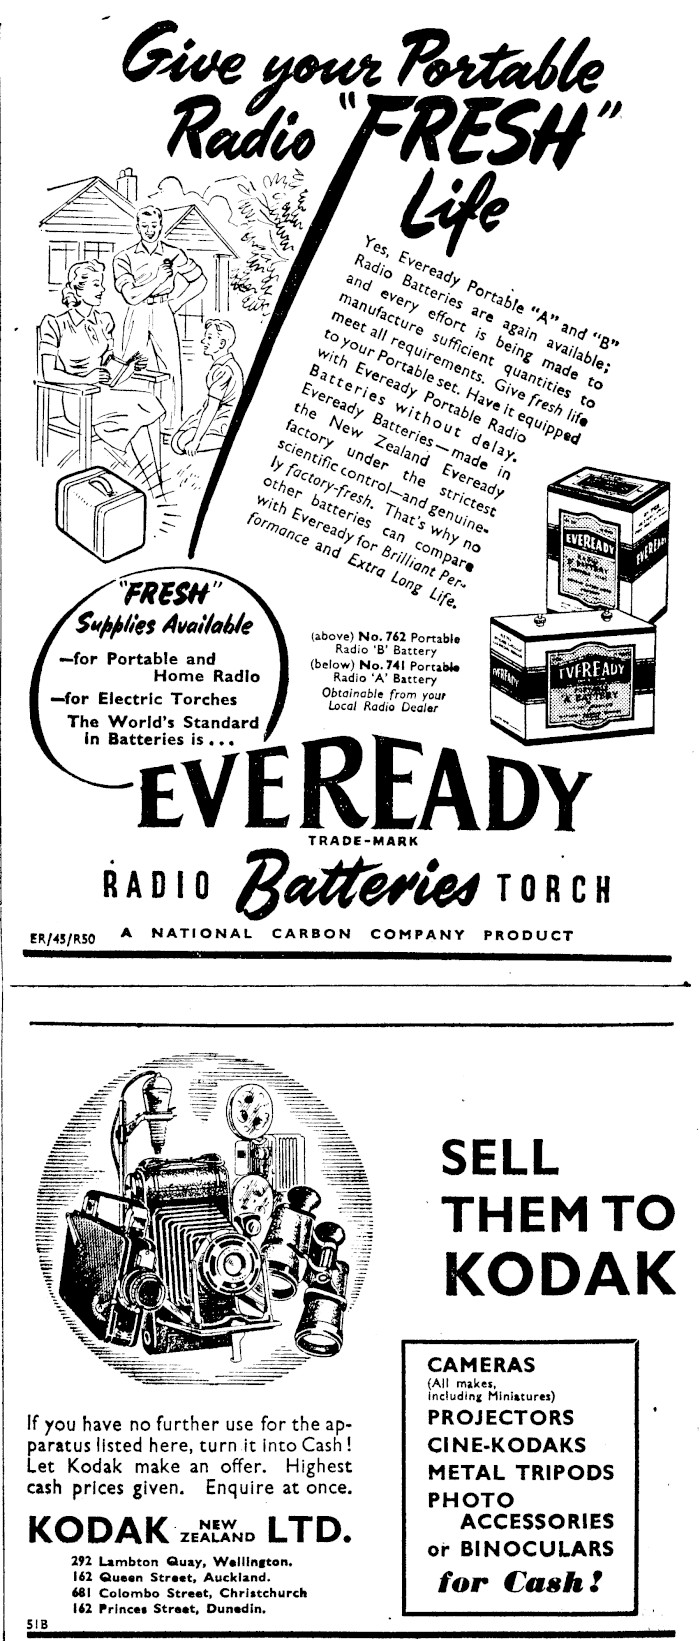 Give your Portable
Radio "FRESH"
Life
Yes, Eveready Portable "A" and "B"
Radio Batteries are again available;
and every effort is being made to
manufacture sufficient quantities to
meet all requirements. Give fresh life
to your Portable set. Have it equipped
with Eveready Portable Radio
Batteries without delay.
Eveready Batteries—made in
the New Zealand Eveready
factory under the strictest
scientific control—and genuine-
ly factory-fresh. That's why no
other batteries can compare
with Eveready for Brilliant Per-
formance and Extra Long Life.
EVEREADY
EVEREADY
"B" BATTERY
"FRESH"
Supplies Available
—for Portable and
Home Radio
—for Electric Torches
The World's Standard
in Batteries is . . .
(above) No. 762 Portable
Radio 'B' Battery
(below) No. 741 Portable
Radio 'A' Battery
Obtainable from your
Local Radio Dealer
EVEREADY
EVEREADY
"A" BATTERY
EVEREADY
TRADE-MARK
RADIO Batteries TORCH
ER/45/R50 A NATIONAL CARBON COMPANY PRODUCT
SELL
THEM TO
KODAK
CAMERAS
(All makes,
including Miniatures)
PROJECTORS
CINE-KODAKS
METAL TRIPODS
PHOTO
ACCESSORIES
or BINOCULARS
for Cash!
If you have no further use for the ap-
paratus listed here, turn it into Cash!
Let Kodak make an offer. Highest
cash prices given. Enquire at once.
KODAK NEW ZEALAND LTD.
292 Lambton Quay, Wellington.
162 Queen Street, Auckland.
681 Colombo Street, Christchurch
162 Princes Street, Dunedin.
51B